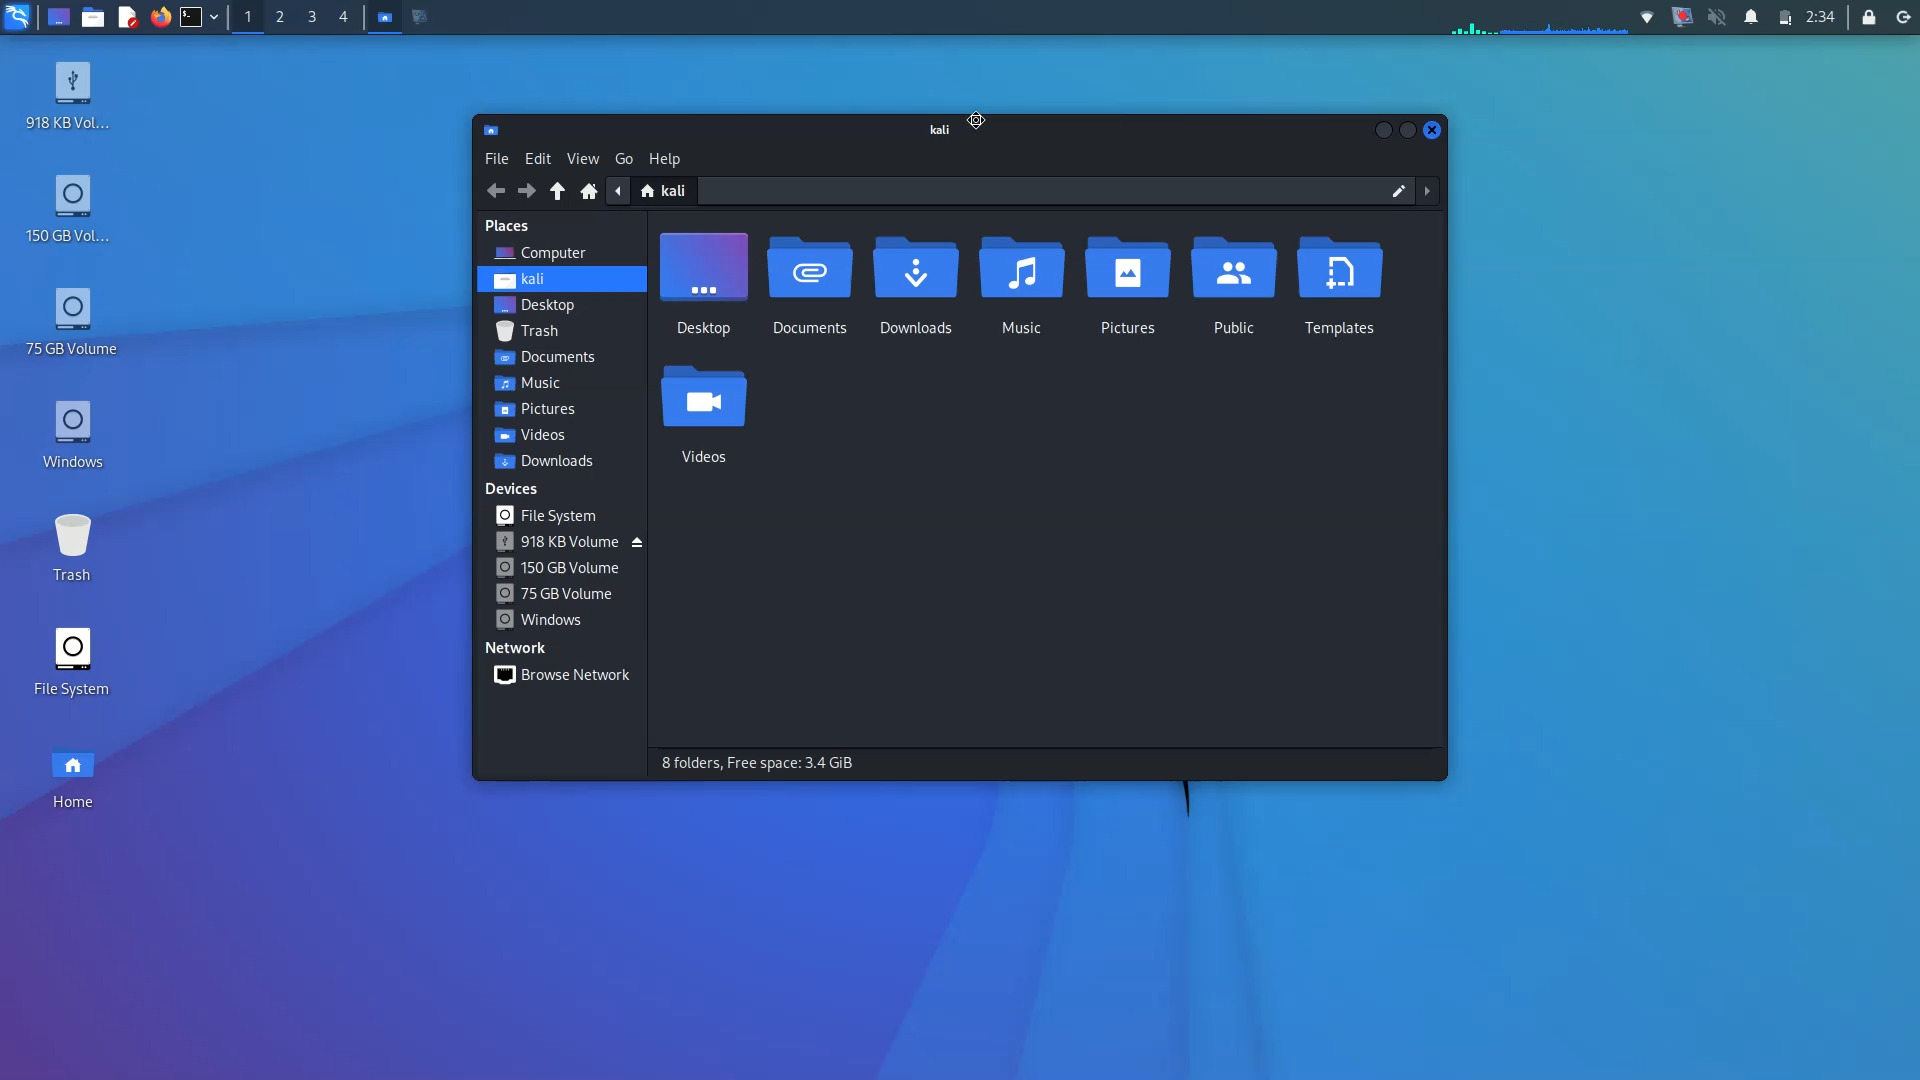 1 2 3 4
2:34
918 KB Vol...
150 GB Vol...
75 GB Volume
Windows
Trash
File System
Home
kali
File Edit View Go Help
kali
Places
Computer
kali
Desktop
Trash
Documents
Music
Pictures
Videos
Downloads
Devices
File System
918 KB Volume
150 GB Volume
75 GB Volume
Windows
Network
Browse Network
Desktop Documents Downloads Music Pictures Public Templates
Videos
8 folders, Free space: 3.4 GiB